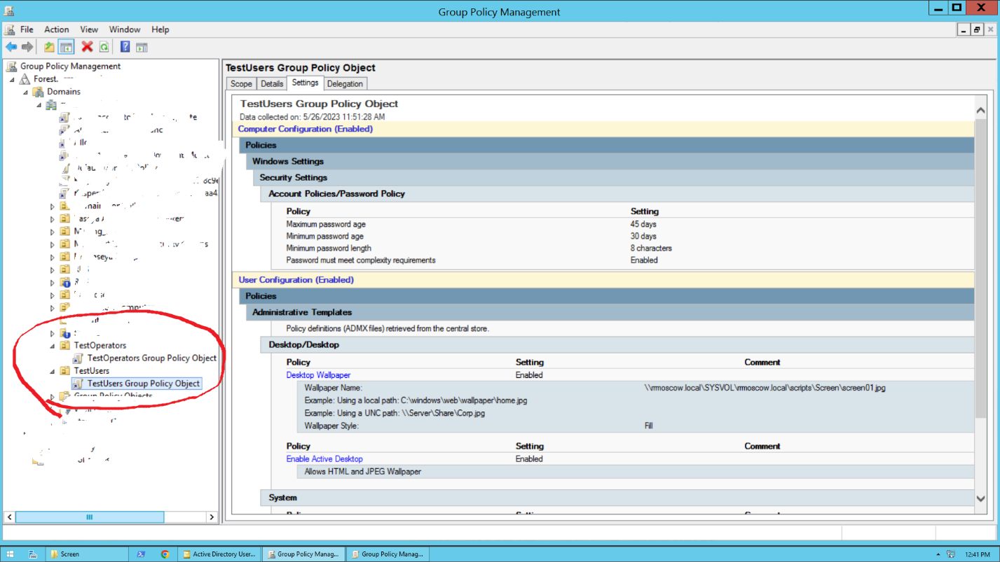 Group Policy Management
File Action View Window Help
Group Policy Management
Forest.
Domains
TestOperators
TestOperators Group Policy Object
TestUsers
TestUsers Group Policy Object
Group Policy Objects
TestUsers Group Policy Object
Scope Details Settings Delegation
TestUsers Group Policy Object
Data collected on: 5/26/2023 11:51:28 AM
Computer Configuration (Enabled)
Policies
Windows Settings
Security Settings
Account Policies/Password Policy
Policy Setting
Maximum password age 45 days
Minimum password age 30 days
Minimum password length 8 characters
Password must meet complexity requirements Enabled
User Configuration (Enabled)
Policies
Administrative Templates
Policy definitions (ADMX files) retrieved from the central store.
Desktop/Desktop
Policy Setting Comment
Desktop Wallpaper Enabled
Wallpaper Name: \\rmoscow.local\SYSVOL\rmoscow.local\scripts\Screen\screen01.jpg
Example: Using a local path: C:\windows\web\wallpaper\home.jpg
Example: Using a UNC path: \\Server\Share\Corp.jpg
Wallpaper Style: Fill
Policy Setting Comment
Enable Active Desktop Enabled
Allows HTML and JPEG Wallpaper
System
Screen Active Directory User... Group Policy Manag... Group Policy Manag... 12:41 PM